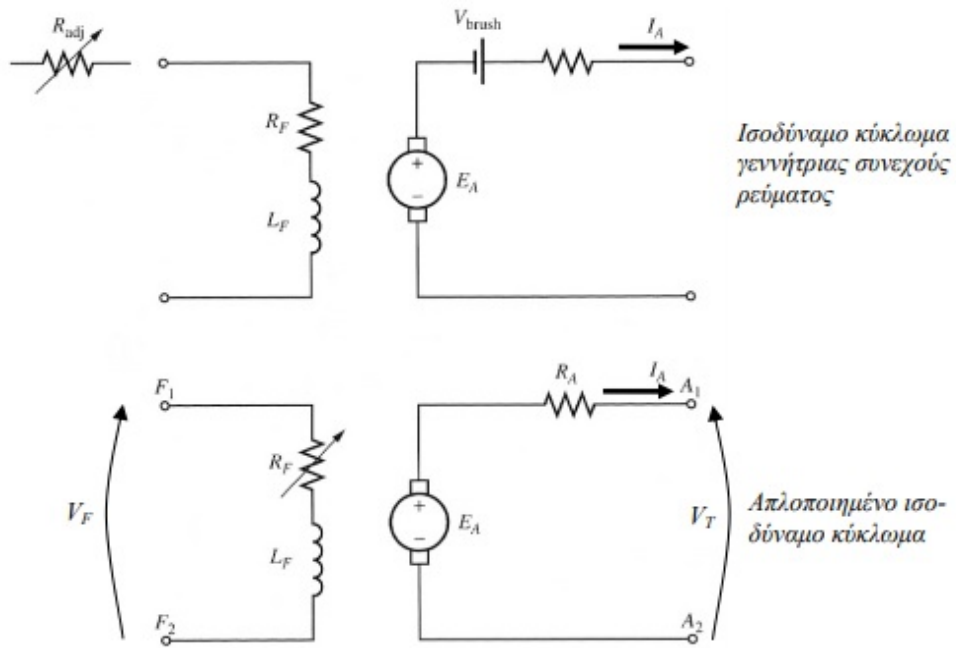 R_adj
V_brush
I_A
R_F
L_F
+
E_A
−
Ισοδύναμο κύκλωμα
γεννήτριας συνεχούς
ρεύματος
F_1
R_A
I_A
A_1
V_F
R_F
L_F
+
E_A
−
V_T
Απλοποιημένο ισο-
δύναμο κύκλωμα
F_2
A_2